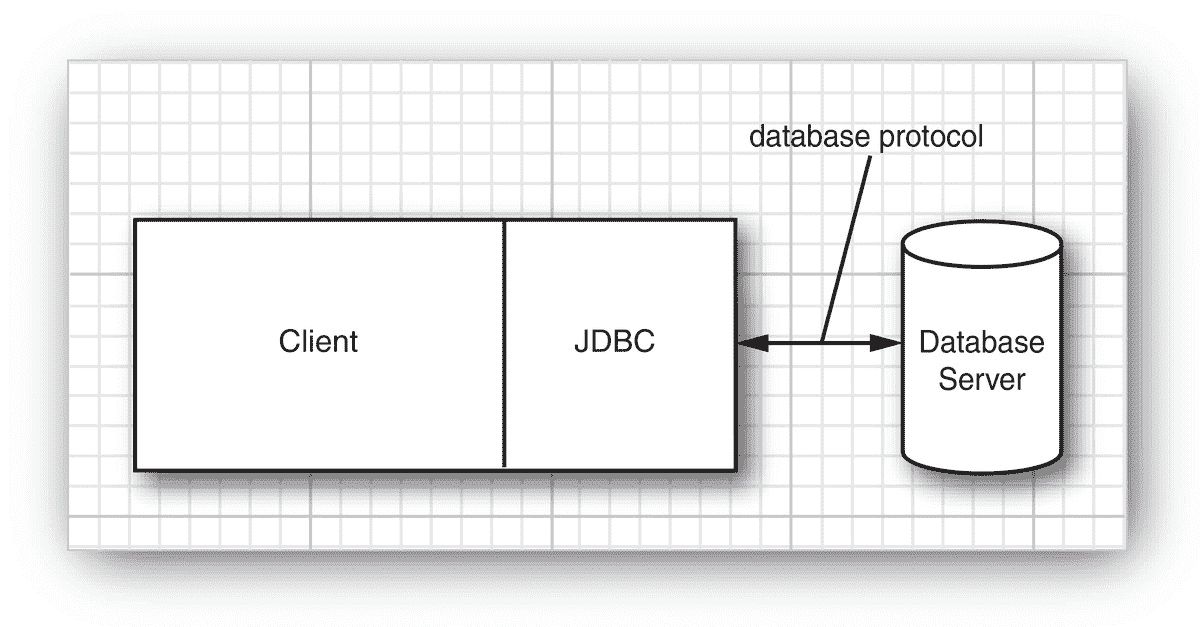 database protocol
Client
JDBC
Database
Server